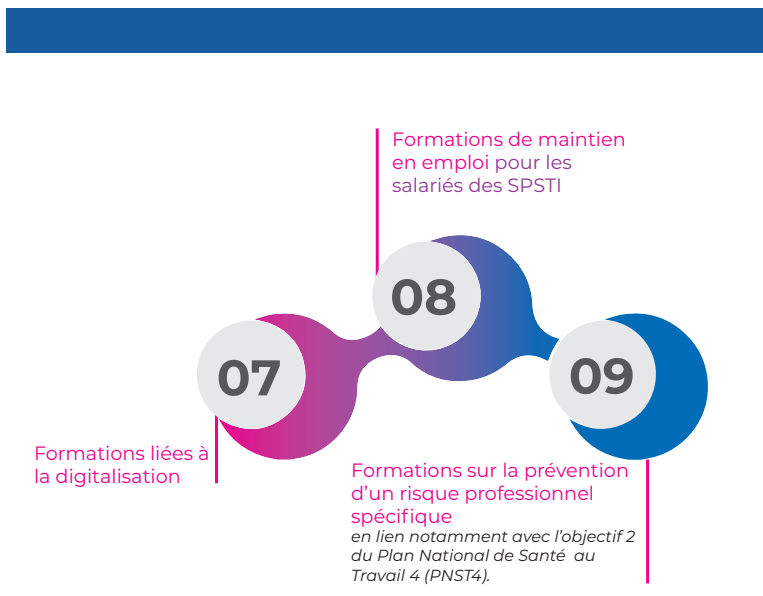 07
Formations liées à
la digitalisation
08
Formations de maintien
en emploi pour les
salariés des SPSTI
09
Formations sur la prévention
d’un risque professionnel
spécifique
en lien notamment avec l’objectif 2
du Plan National de Santé au
Travail 4 (PNST4).